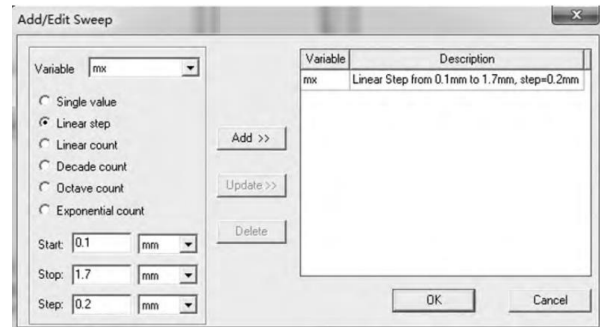 Add/Edit Sweep
Variable mx
Single value
Linear step
Linear count
Decade count
Octave count
Exponential count
Start: 0.1 mm
Stop: 1.7 mm
Step: 0.2 mm
Add >>
Update >>
Delete
Variable Description
mx Linear Step from 0.1mm to 1.7mm, step=0.2mm
OK Cancel